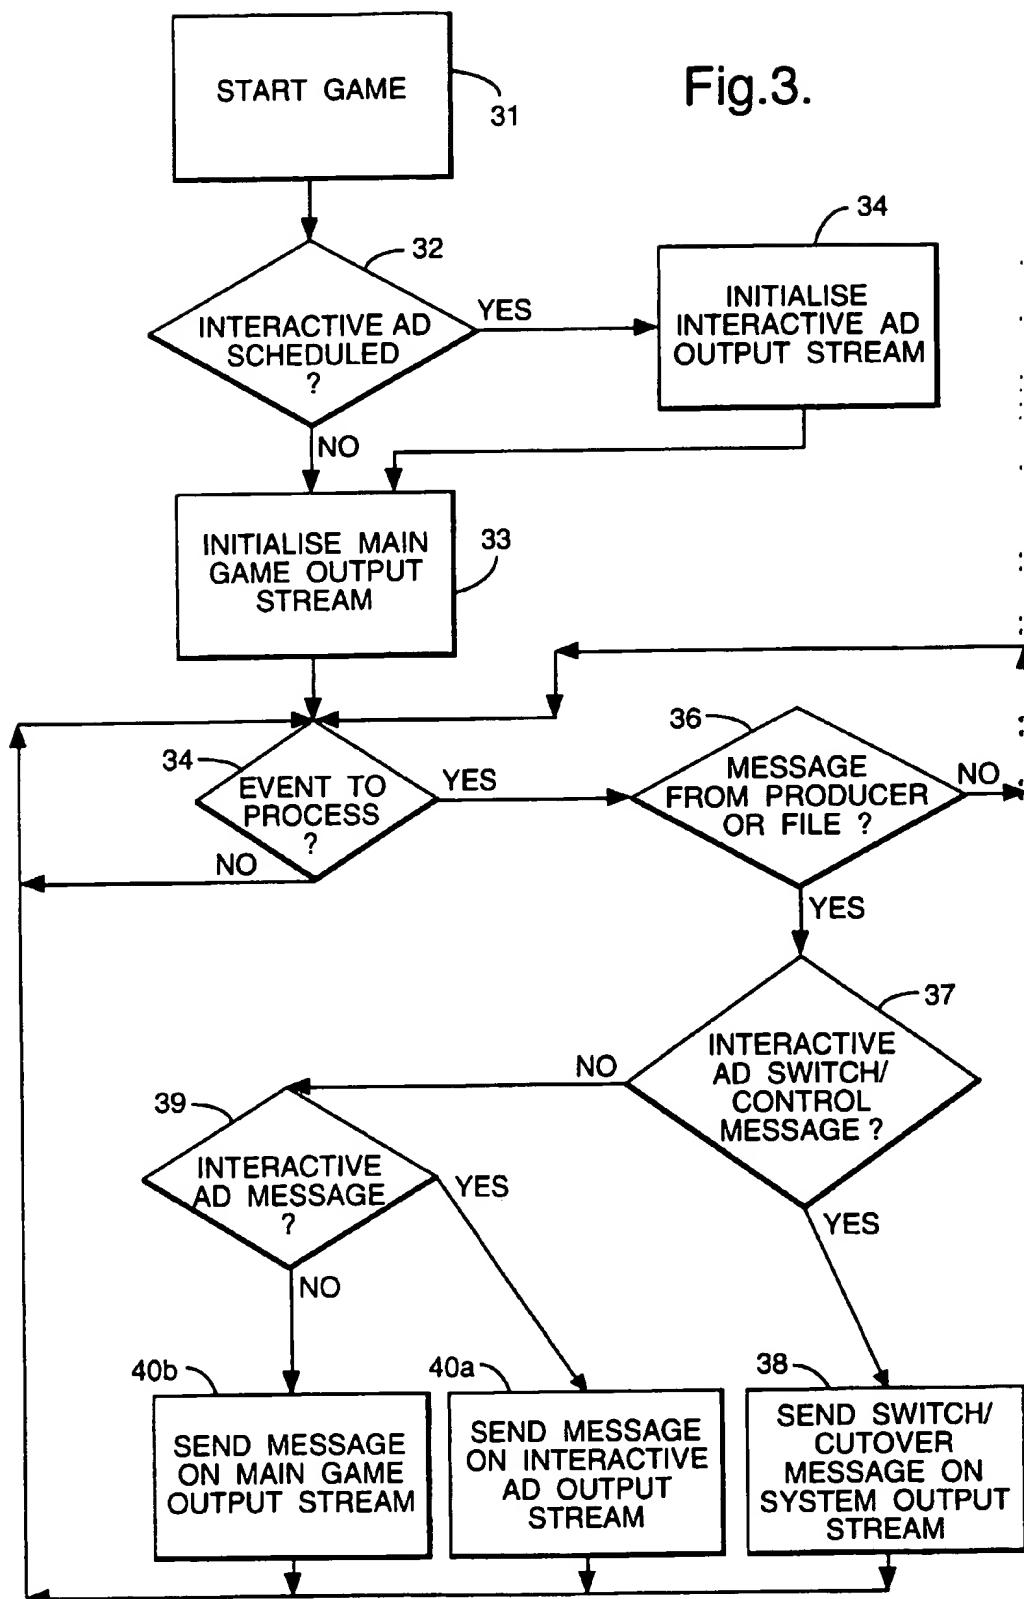 Fig.3.
START GAME
31
32
INTERACTIVE AD
SCHEDULED
?
YES
34
INITIALISE
INTERACTIVE AD
OUTPUT STREAM
NO
INITIALISE MAIN
GAME OUTPUT
STREAM
33
34
EVENT TO
PROCESS
?
YES
NO
36
MESSAGE
FROM PRODUCER
OR FILE ?
NO
YES
37
INTERACTIVE
AD SWITCH/
CONTROL
MESSAGE ?
NO
YES
39
INTERACTIVE
AD MESSAGE
?
YES
NO
40b
SEND MESSAGE
ON MAIN GAME
OUTPUT STREAM
40a
SEND MESSAGE
ON INTERACTIVE
AD OUTPUT
STREAM
38
SEND SWITCH/
CUTOVER
MESSAGE ON
SYSTEM OUTPUT
STREAM